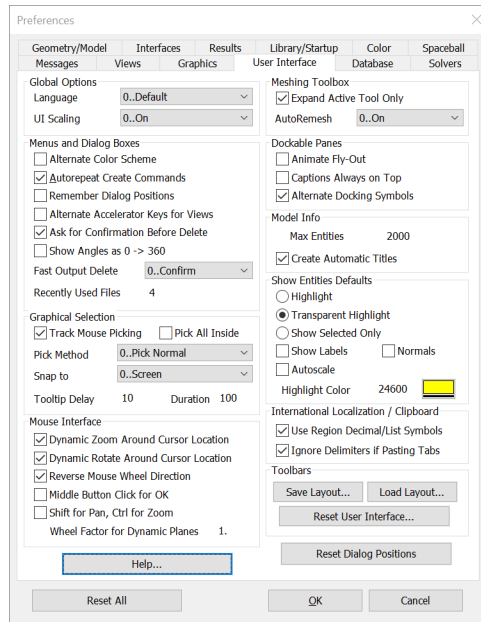 Preferences
Geometry/Model Interfaces Results Library/Startup Color Spaceball
Messages Views Graphics User Interface Database Solvers
Global Options
Language 0..Default
UI Scaling 0..On
Menus and Dialog Boxes
Alternate Color Scheme
Autorepeat Create Commands
Remember Dialog Positions
Alternate Accelerator Keys for Views
Ask for Confirmation Before Delete
Show Angles as 0 -> 360
Fast Output Delete 0..Confirm
Recently Used Files 4
Graphical Selection
Track Mouse Picking Pick All Inside
Pick Method 0..Pick Normal
Snap to 0..Screen
Tooltip Delay 10 Duration 100
Mouse Interface
Dynamic Zoom Around Cursor Location
Dynamic Rotate Around Cursor Location
Reverse Mouse Wheel Direction
Middle Button Click for OK
Shift for Pan, Ctrl for Zoom
Wheel Factor for Dynamic Planes 1.
Help...
Meshing Toolbox
Expand Active Tool Only
AutoRemesh 0..On
Dockable Panes
Animate Fly-Out
Captions Always on Top
Alternate Docking Symbols
Model Info
Max Entities 2000
Create Automatic Titles
Show Entities Defaults
Highlight
Transparent Highlight
Show Selected Only
Show Labels Normals
Autoscale
Highlight Color 24600
International Localization / Clipboard
Use Region Decimal/List Symbols
Ignore Delimiters if Pasting Tabs
Toolbars
Save Layout... Load Layout...
Reset User Interface...
Reset Dialog Positions
Reset All OK Cancel